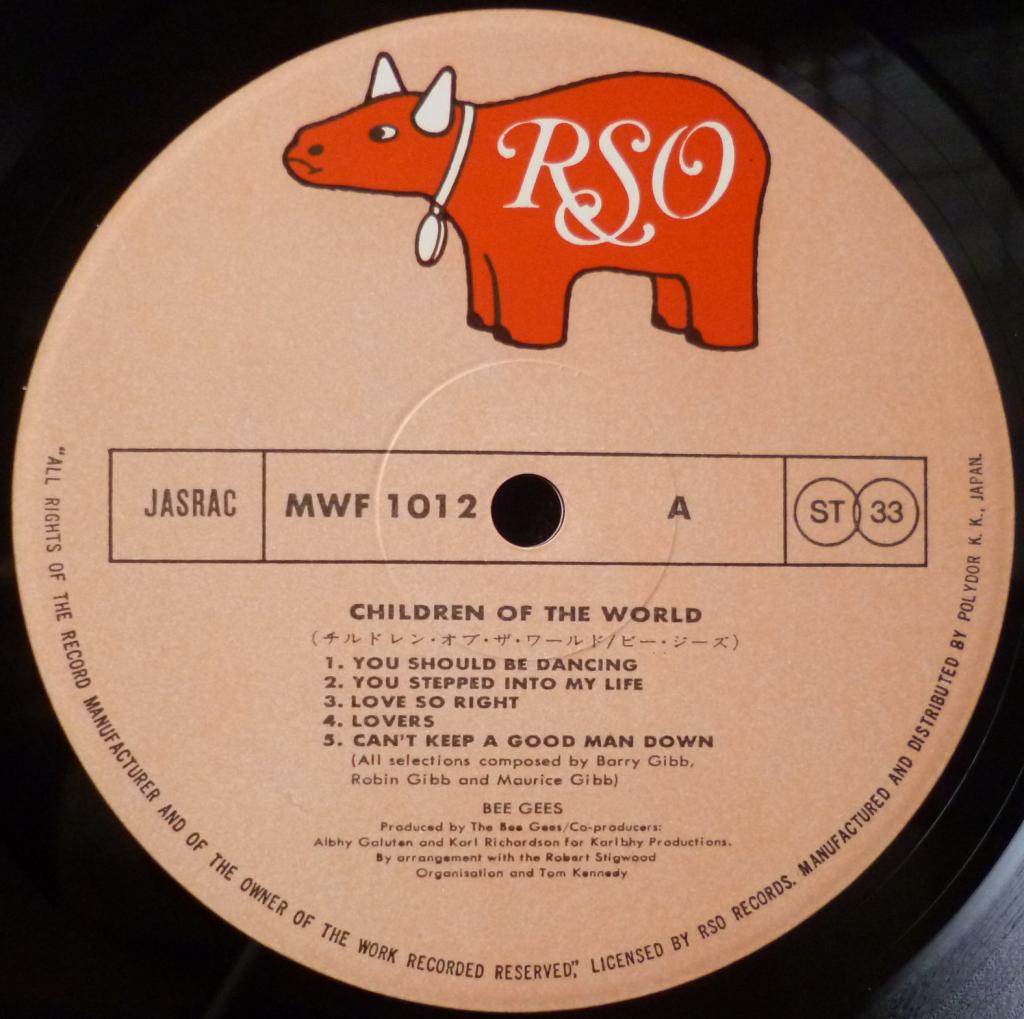 RSO
JASRAC
MWF 1012
A
ST 33
CHILDREN OF THE WORLD
(チルドレン・オブ・ザ・ワールド/ビー・ジーズ)
1. YOU SHOULD BE DANCING
2. YOU STEPPED INTO MY LIFE
3. LOVE SO RIGHT
4. LOVERS
5. CAN'T KEEP A GOOD MAN DOWN
(All selections composed by Barry Gibb,
Robin Gibb and Maurice Gibb)
BEE GEES
Produced by The Bee Gees/Co-producers:
Albhy Galuten and Karl Richardson for Karlbhy Productions.
By arrangement with the Robert Stigwood
Organisation and Tom Kennedy
"ALL RIGHTS OF THE RECORD MANUFACTURER AND OF THE OWNER OF THE WORK RECORDED RESERVED", LICENSED BY RSO RECORDS. MANUFACTURED AND DISTRIBUTED BY POLYDOR K. K., JAPAN.